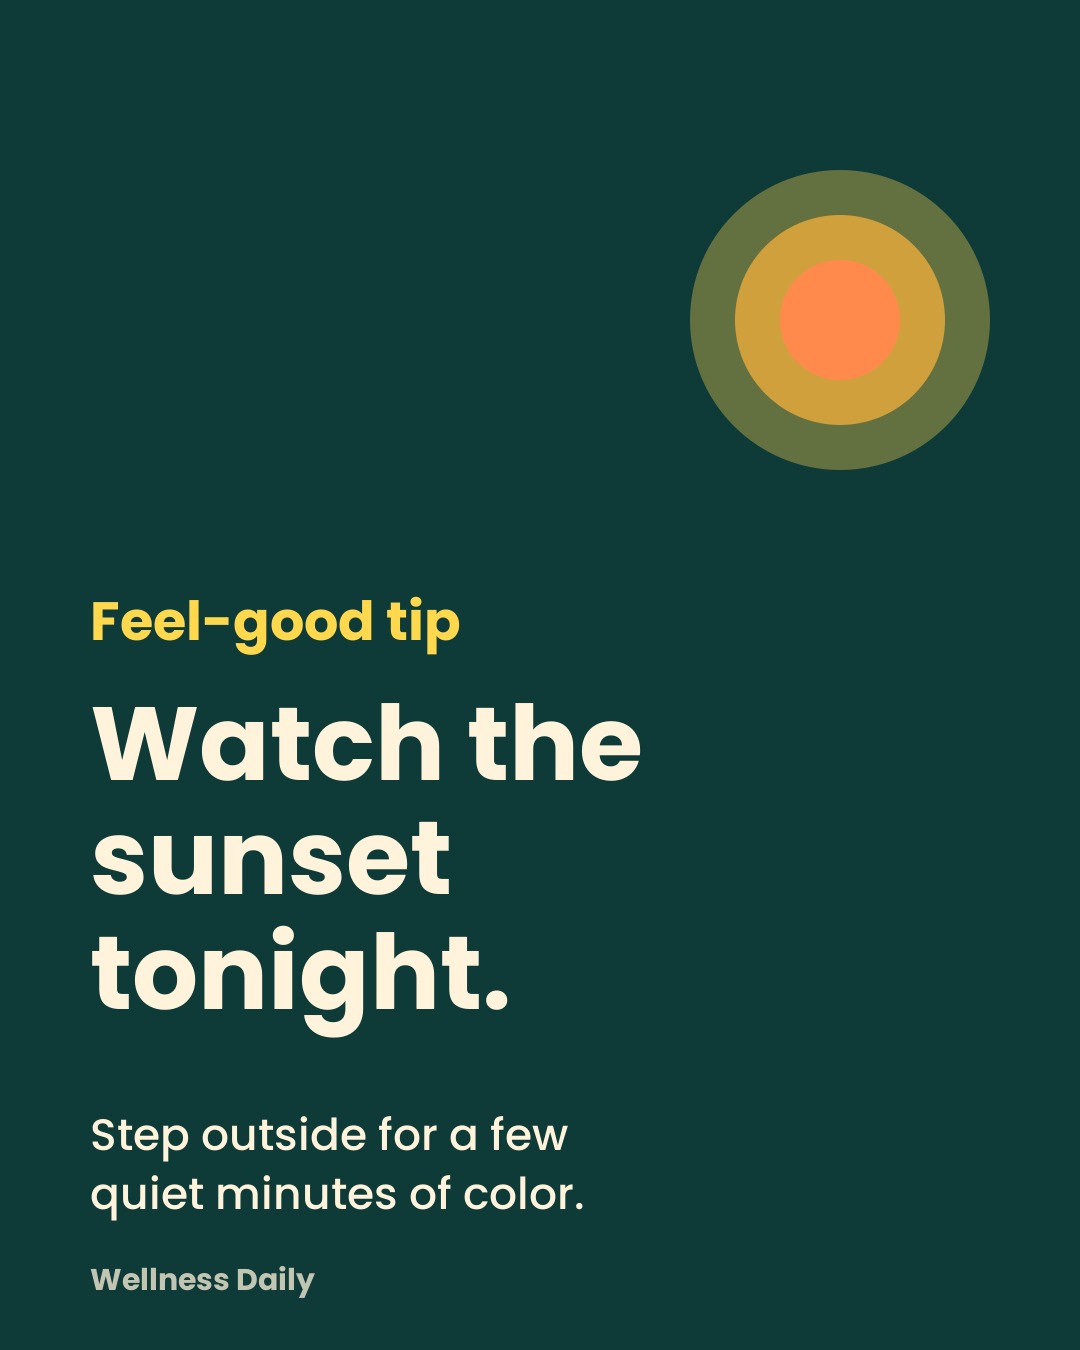 Feel-good tip
Watch the
sunset
tonight.
Step outside for a few
quiet minutes of color.
Wellness Daily